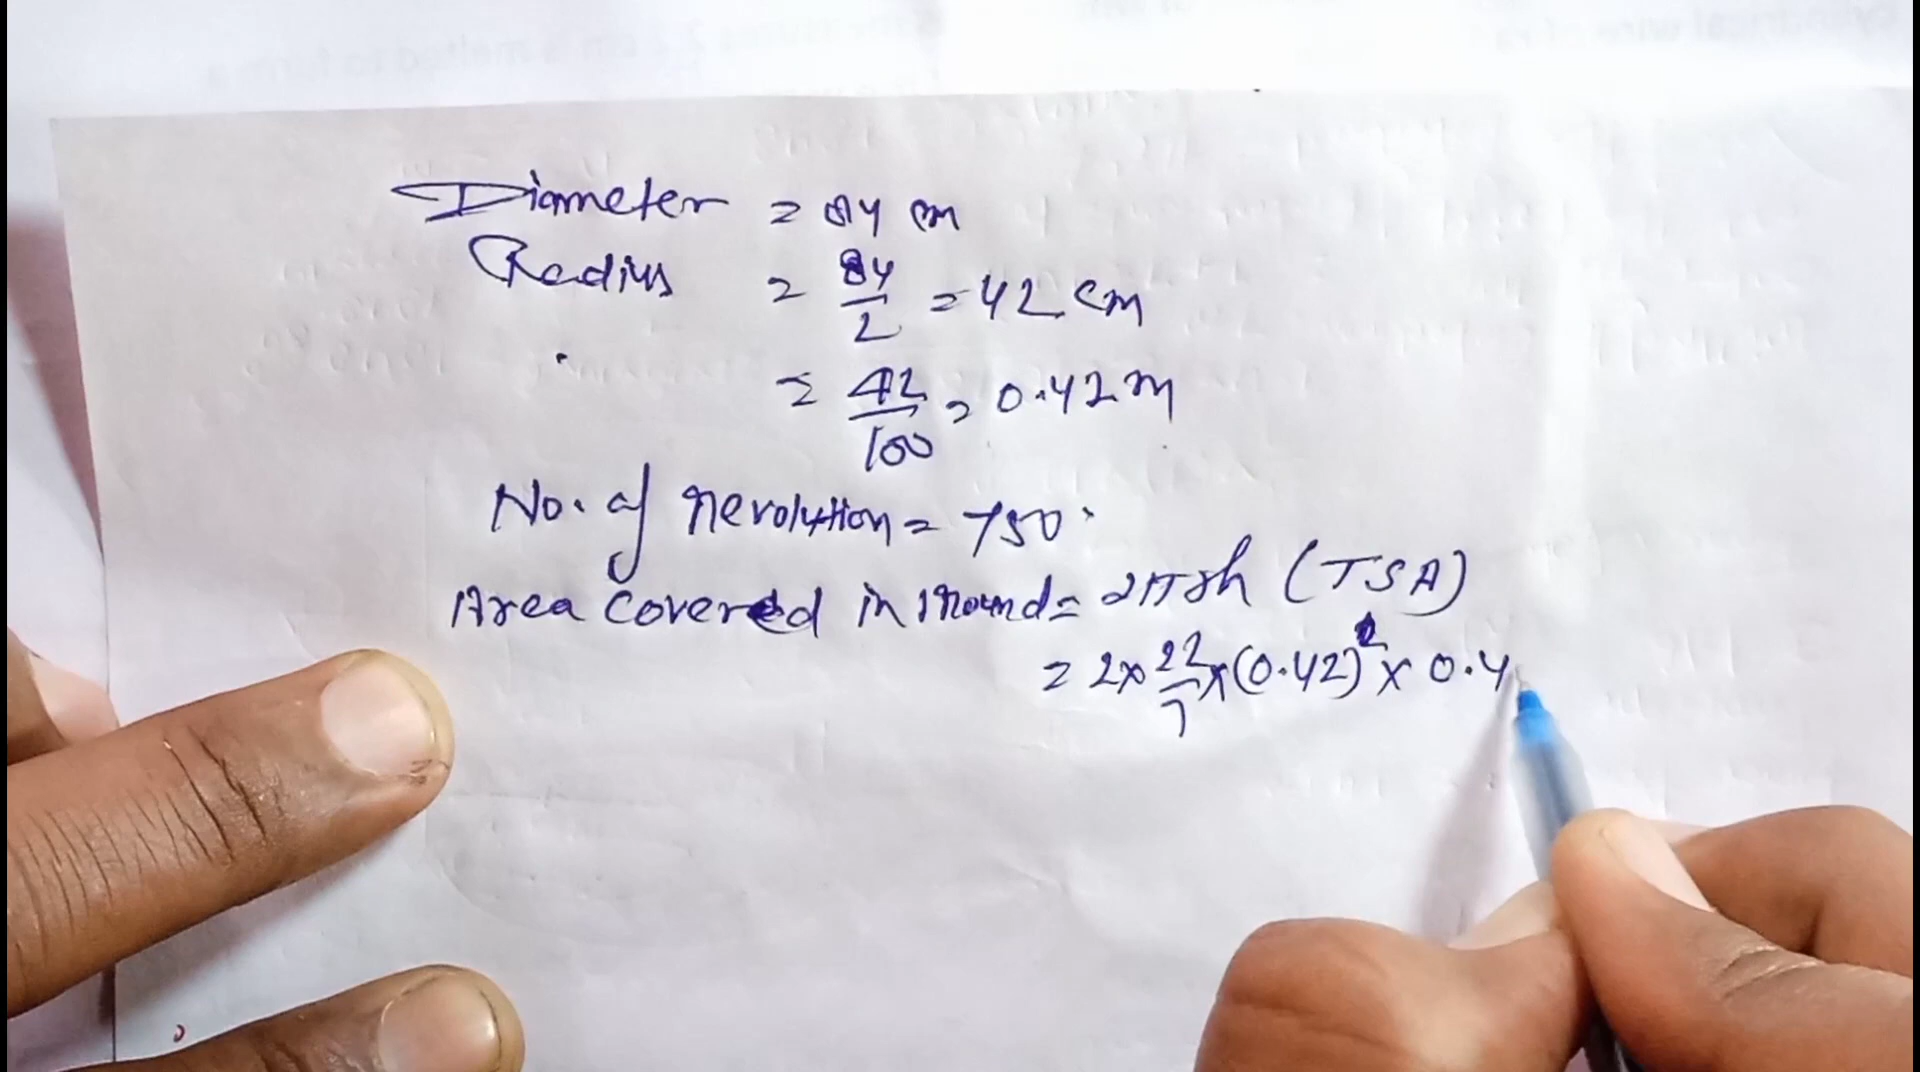 Diameter = 84 cm
Radius = 84/2 = 42 cm
= 42/100 = 0.42 m
No. of revolution = 750.
Area covered in 1 round = 2πrh (TSA)
= 2 × 22/7 × (0.42)² × 0.4